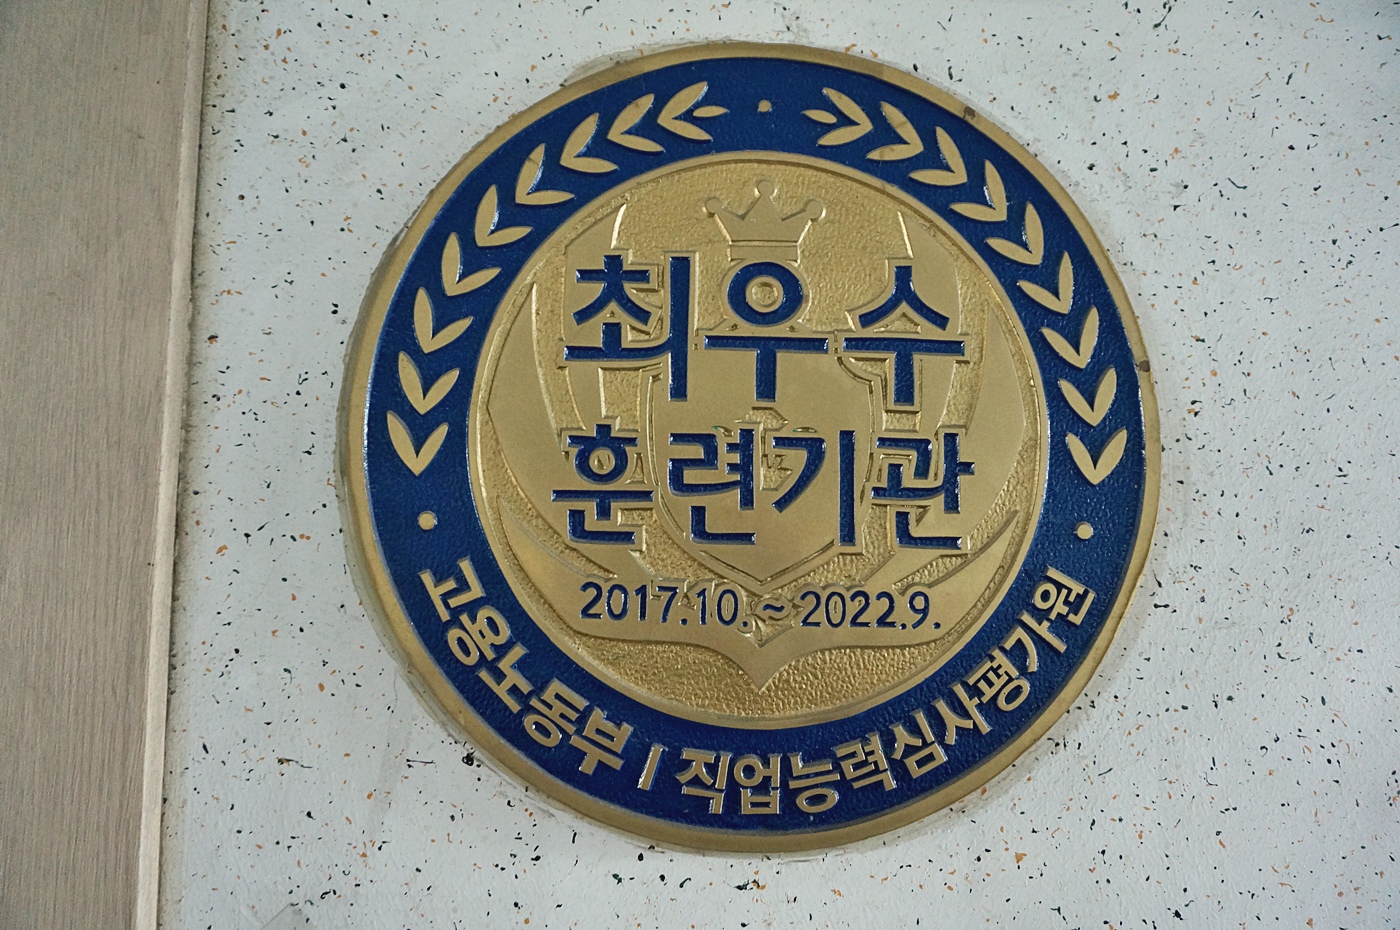 최우수
훈련기관
2017.10.~2022.9.
고용노동부 | 직업능력심사평가원